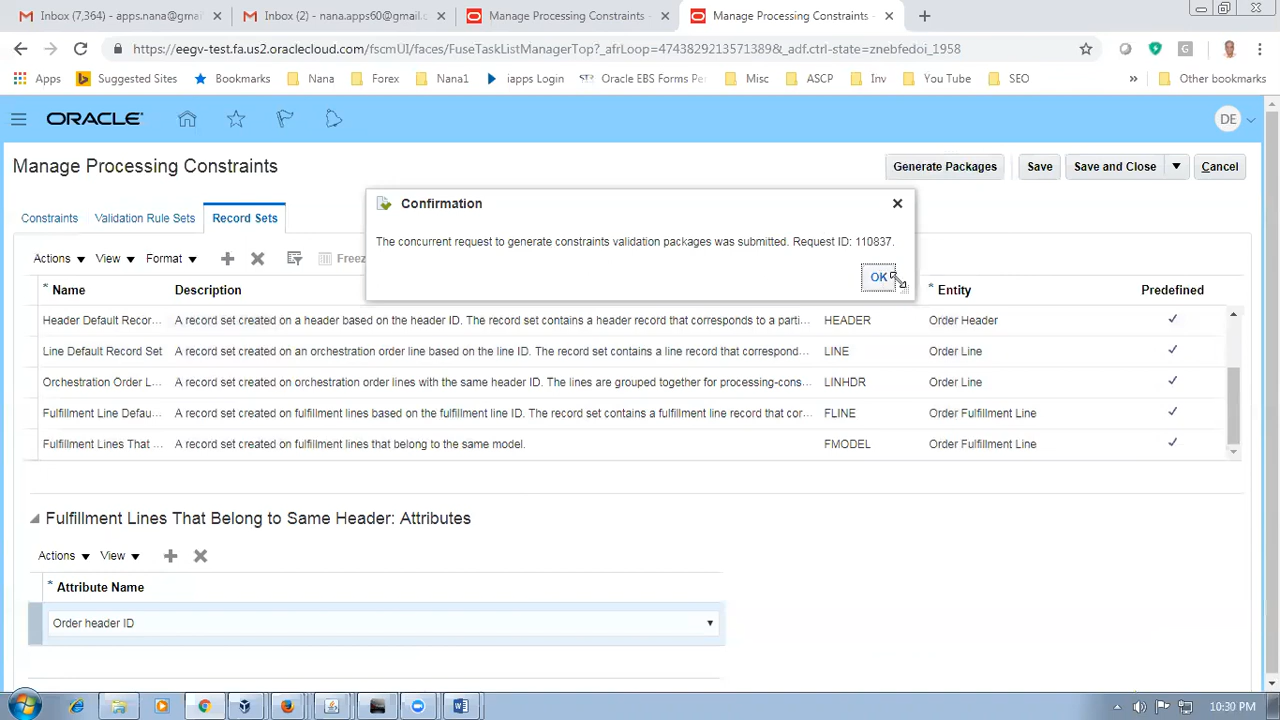 Inbox (7,364) - apps.nana@gmai
Inbox (2) - nana.apps60@gmail.c
Manage Processing Constraints
Manage Processing Constraints
https://eegv-test.fa.us2.oraclecloud.com/fscmUI/faces/FuseTaskListManagerTop?_afrLoop=47438292135713898&_adf.ctrl-state=znebfedoi_1958
Apps
Suggested Sites
Bookmarks
Nana
Forex
Nana1
iapps Login
Oracle EBS Forms Pe
Misc
ASCP
Inv
You Tube
SEO
»
Other bookmarks
ORACLE
DE
Manage Processing Constraints
Generate Packages
Save
Save and Close
Cancel
Constraints
Validation Rule Sets
Record Sets
Confirmation
The concurrent request to generate constraints validation packages was submitted. Request ID: 110837.
OK
Actions
View
Format
Freez
* Name
Description
* Entity
Predefined
Header Default Recor... A record set created on a header based on the header ID. The record set contains a header record that corresponds to a parti... HEADER Order Header
Line Default Record Set A record set created on an orchestration order line based on the line ID. The record set contains a line record that correspond... LINE Order Line
Orchestration Order L... A record set created on orchestration order lines with the same header ID. The lines are grouped together for processing-cons... LINHDR Order Line
Fulfillment Line Defau... A record set created on fulfillment lines based on the fulfillment line ID. The record set contains a fulfillment line record that cor... FLINE Order Fulfillment Line
Fulfillment Lines That ... A record set created on fulfillment lines that belong to the same model. FMODEL Order Fulfillment Line
Fulfillment Lines That Belong to Same Header: Attributes
Actions
View
* Attribute Name
Order header ID
10:30 PM